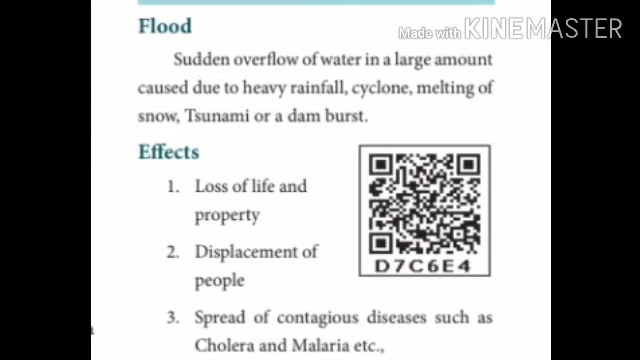 Made with KINEMASTER
Flood
Sudden overflow of water in a large amount
caused due to heavy rainfall, cyclone, melting of
snow, Tsunami or a dam burst.
Effects
1. Loss of life and
property
2. Displacement of
people
D7C6E4
3. Spread of contagious diseases such as
Cholera and Malaria etc.,